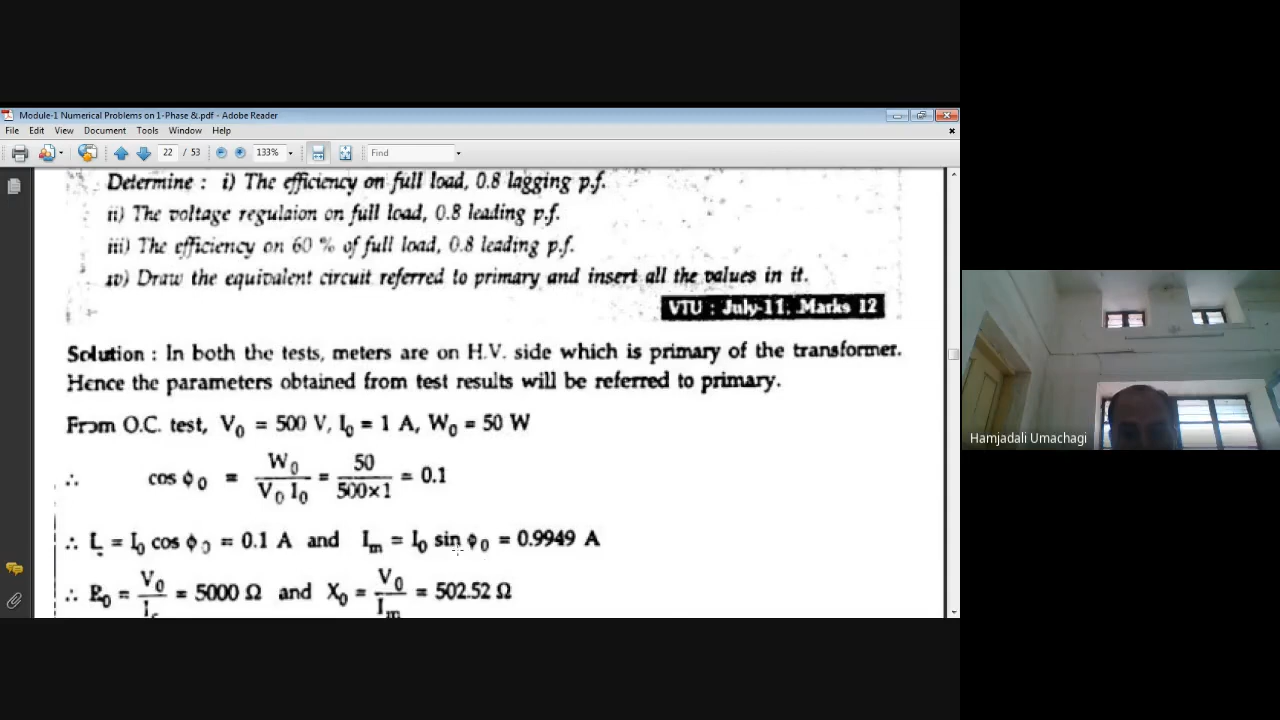 Module-1 Numerical Problems on 1-Phase &.pdf - Adobe Reader
File Edit View Document Tools Window Help
22 / 53 133% Find
Determine : i) The efficiency on full load, 0.8 lagging p.f.
ii) The voltage regulaion on full load, 0.8 leading p.f.
iii) The efficiency on 60 % of full load, 0.8 leading p.f.
iv) Draw the equivalent circuit referred to primary and insert all the values in it.
VTU : July-11, Marks 12
Solution : In both the tests, meters are on H.V. side which is primary of the transformer.
Hence the parameters obtained from test results will be referred to primary.
From O.C. test, V₀ = 500 V, I₀ = 1 A, W₀ = 50 W
∴ cos ϕ₀ = W₀ / V₀ I₀ = 50 / 500×1 = 0.1
∴ I = I₀ cos ϕ₀ = 0.1 A and Iₘ = I₀ sin ϕ₀ = 0.9949 A
∴ R₀ = V₀ / I = 5000 Ω and X₀ = V₀ / Iₘ = 502.52 Ω
Hamjadali Umachagi